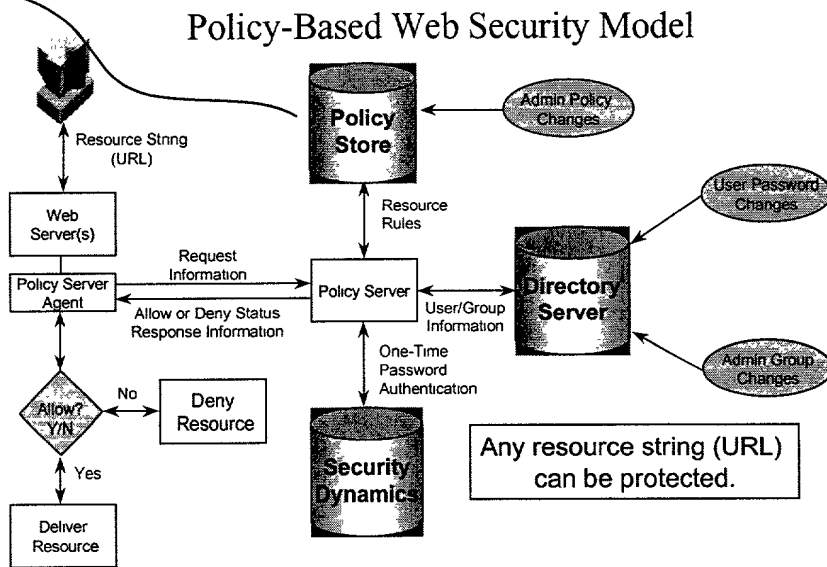 Policy-Based Web Security Model
Resource String
(URL)
Policy
Store
Admin Policy
Changes
Web
Server(s)
Resource
Rules
User Password
Changes
Request
Information
Policy Server
Agent
Policy Server
Allow or Deny Status
Response Information
User/Group
Information
Directory
Server
One-Time
Password
Authentication
Admin Group
Changes
Allow?
Y/N
No
Deny
Resource
Yes
Security
Dynamics
Any resource string (URL)
can be protected.
Deliver
Resource